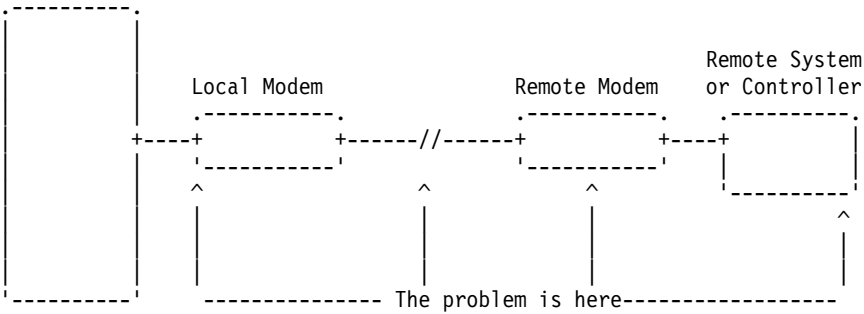 Remote System
Local Modem Remote Modem or Controller
The problem is here